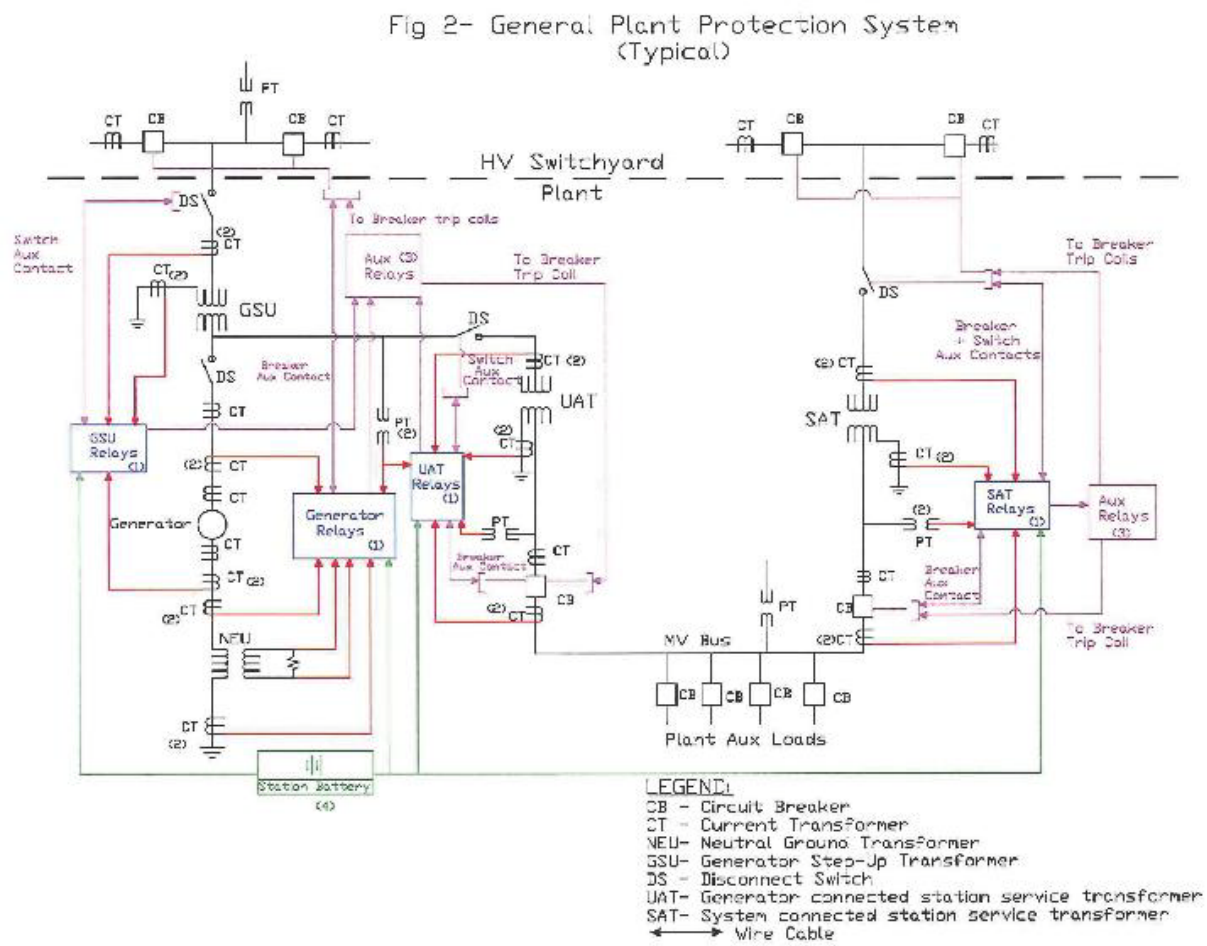 Fig 2- General Plant Protection System
(Typical)
PT
CT
CB
CB
CT
CT
CB
CB
CT
HV Switchyard
Plant
DS
To Breaker trip coils
Switch
Aux
Contact
(2)
CT
CT
(2)
GSU
Aux (3)
Relays
To Breaker
Trip Coil
To Breaker
Trip Coils
DS
Breaker
+ Switch
Aux Contacts
DS
Breaker
Aux Contact
DS
Switch
Aux
Contact
CT (2)
UAT
(2)CT
SAT
CT
PT
(2)
(2)
CT
CT (2)
GSU
Relays
(1)
(2)
CT
CT
UAT
Relays
(1)
SAT
Relays
(1)
Aux
Relays
(3)
Generator
Generator
Relays
(1)
PT
(2)
PT
CT
CT
Breaker
Aux Contact
CT (2)
CB
(2)
CT
CT
(2)
CT
Breaker
Aux
Contact
CB
(2)CT
To Breaker
Trip Coil
NEU
PT
MV Bus
CB
CB
CB
CB
Plant Aux Loads
CT
(2)
Station Battery
(4)
LEGEND:
CB - Circuit Breaker
CT - Current Transformer
NEU- Neutral Ground Transformer
GSU- Generator Step-Up Transformer
DS - Disconnect Switch
UAT- Generator connected station service transformer
SAT- System connected station service transformer
Wire Cable